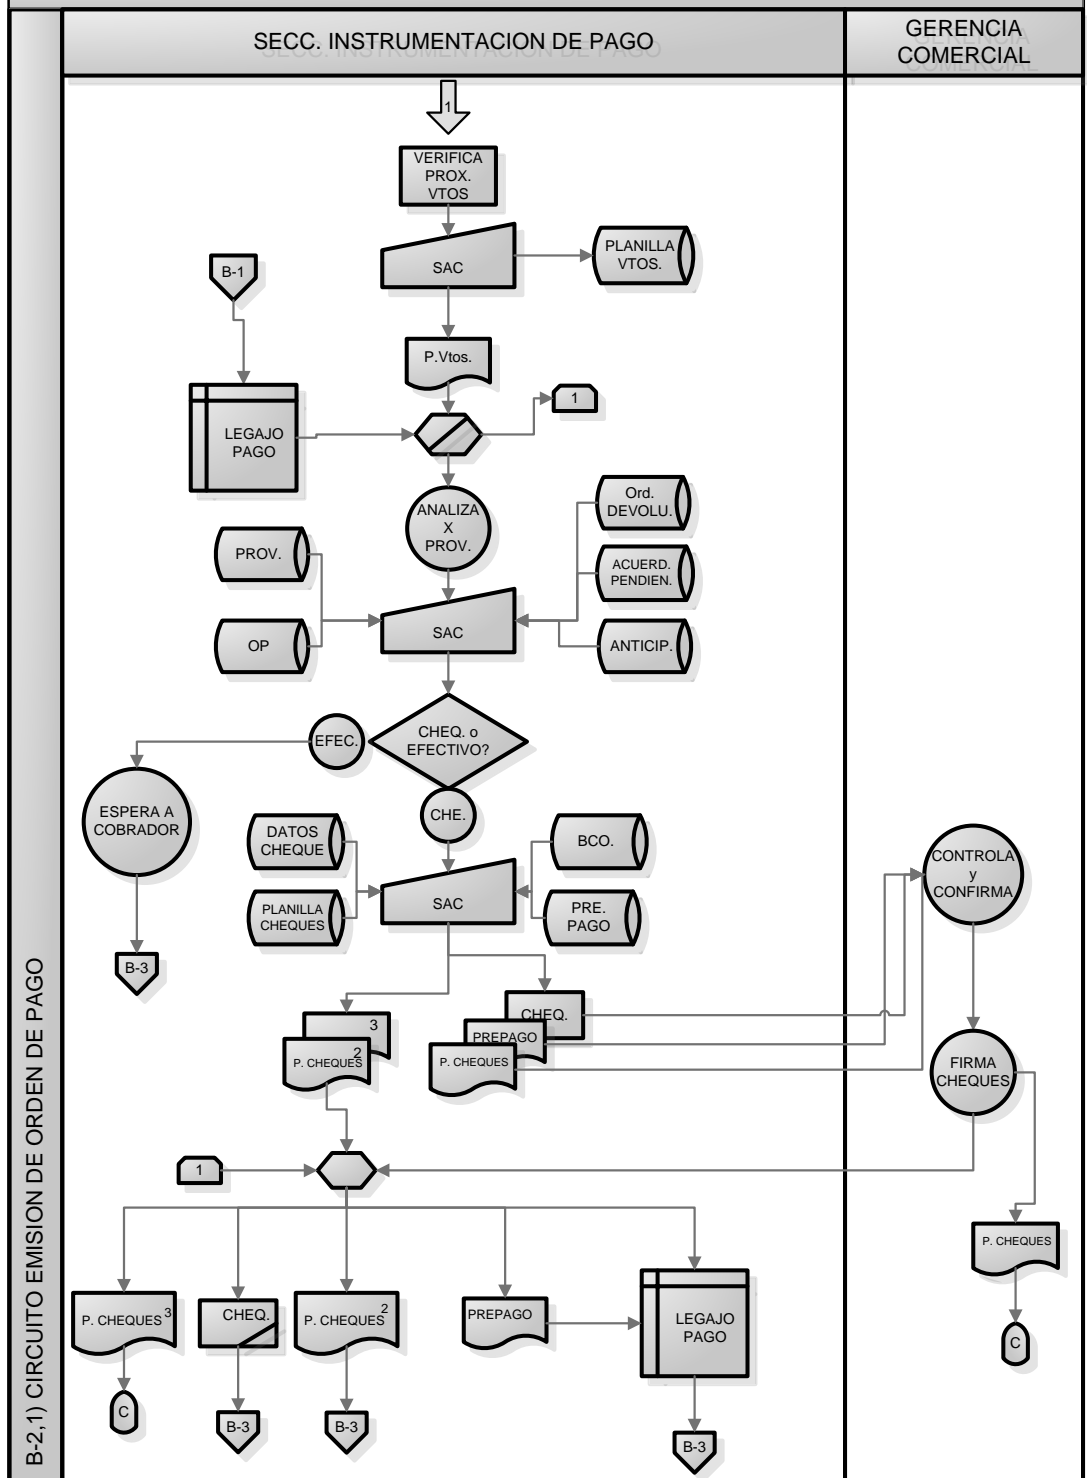 SECC. INSTRUMENTACION DE PAGO
GERENCIA
COMERCIAL
1
VERIFICA
PROX.
VTOS
SAC
PLANILLA
VTOS.
B-1
P.Vtos.
1
LEGAJO
PAGO
ANALIZA
X
PROV.
Ord.
DEVOLU.
PROV.
ACUERD.
PENDIEN.
SAC
OP
ANTICIP.
CHEQ. o
EFECTIVO?
EFEC.
ESPERA A
COBRADOR
CHE.
DATOS
CHEQUE
BCO.
CONTROLA
y
CONFIRMA
SAC
PLANILLA
CHEQUES
PRE.
PAGO
B-3
3
2
P. CHEQUES
CHEQ.
PREPAGO
P. CHEQUES
FIRMA
CHEQUES
1
P. CHEQUES
P. CHEQUES 3
CHEQ.
P. CHEQUES 2
PREPAGO
LEGAJO
PAGO
C
C
B-3
B-3
B-3
B-2,1) CIRCUITO EMISION DE ORDEN DE PAGO